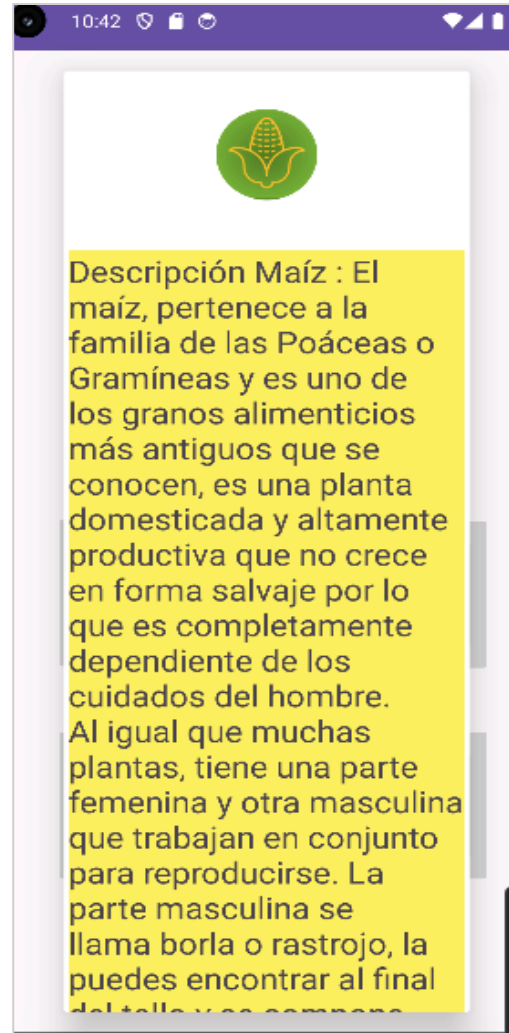 10:42
Descripción Maíz : El
maíz, pertenece a la
familia de las Poáceas o
Gramíneas y es uno de
los granos alimenticios
más antiguos que se
conocen, es una planta
domesticada y altamente
productiva que no crece
en forma salvaje por lo
que es completamente
dependiente de los
cuidados del hombre.
Al igual que muchas
plantas, tiene una parte
femenina y otra masculina
que trabajan en conjunto
para reproducirse. La
parte masculina se
llama borla o rastrojo, la
puedes encontrar al final
del tallo y se compone